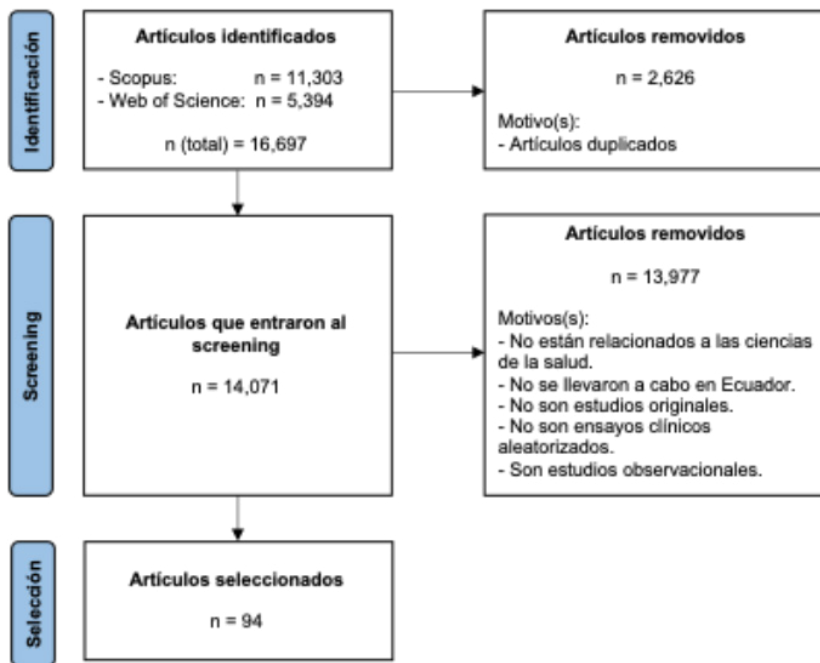 Identificación
Artículos identificados
- Scopus: n = 11,303
- Web of Science: n = 5,394
n (total) = 16,697
Artículos removidos
n = 2,626
Motivo(s):
- Artículos duplicados
Screening
Artículos que entraron al
screening
n = 14,071
Artículos removidos
n = 13,977
Motivos(s):
- No están relacionados a las ciencias
de la salud.
- No se llevaron a cabo en Ecuador.
- No son estudios originales.
- No son ensayos clínicos
aleatorizados.
- Son estudios observacionales.
Selección
Artículos seleccionados
n = 94